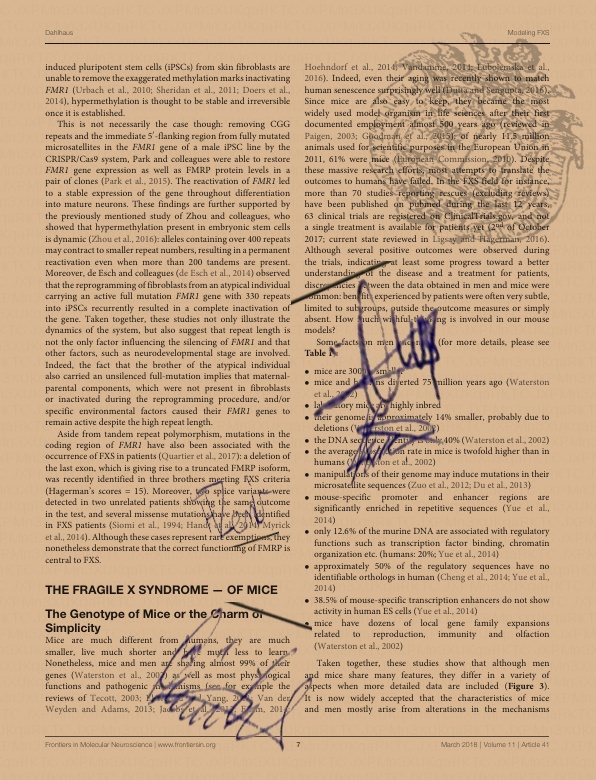 Dahlhaus
Modeling FXS
induced pluripotent stem cells (iPSCs) from skin fibroblasts are
unable to remove the exaggerated methylation marks inactivating
FMR1 (Urbach et al., 2010; Sheridan et al., 2011; Doers et al.,
2014), hypermethylation is thought to be stable and irreversible
once it is established.
This is not necessarily the case though: removing CGG
repeats and the immediate 5′-flanking region from fully mutated
microsatellites in the FMR1 gene of a male iPSC line by the
CRISPR/Cas9 system, Park and colleagues were able to restore
FMR1 gene expression as well as FMRP protein levels in a
pair of clones (Park et al., 2015). The reactivation of FMR1 led
to a stable expression of the gene throughout differentiation
into mature neurons. These findings are further supported by
the previously mentioned study of Zhou and colleagues, who
showed that hypermethylation present in embryonic stem cells
is dynamic (Zhou et al., 2016): alleles containing over 400 repeats
may contract to smaller repeat numbers, resulting in a permanent
reactivation even when more than 200 tandems are present.
Moreover, de Esch and colleagues (de Esch et al., 2014) observed
that the reprogramming of fibroblasts from an atypical individual
carrying an active full mutation FMR1 gene with 330 repeats
into iPSCs recurrently resulted in a complete inactivation of
the gene. Taken together, these studies not only illustrate the
dynamics of the system, but also suggest that repeat length is
not the only factor influencing the silencing of FMR1 and that
other factors, such as neurodevelopmental stage are involved.
Indeed, the fact that the brother of the atypical individual
also carried an unsilenced full-mutation implies that maternal-
parental components, which were not present in fibroblasts
or inactivated during the reprogramming procedure, and/or
specific environmental factors caused their FMR1 genes to
remain active despite the high repeat length.
Aside from tandem repeat polymorphism, mutations in the
coding region of FMR1 have also been associated with the
occurrence of FXS in patients (Quartier et al., 2017): a deletion of
the last exon, which is giving rise to a truncated FMRP isoform,
was recently identified in three brothers meeting FXS criteria
(Hagerman's scores = 15). Moreover, two splice variants were
detected in two unrelated patients showing the same outcome
in the test, and several missense mutations have been identified
in FXS patients (Siomi et al., 1994; Handt et al., 2014; Myrick
et al., 2014). Although these cases represent rare exemptions, they
nonetheless demonstrate that the correct functioning of FMRP is
central to FXS.
THE FRAGILE X SYNDROME — OF MICE
The Genotype of Mice or the Charm of
Simplicity
Mice are much different from humans, they are much
smaller, live much shorter and have much less to learn.
Nonetheless, mice and men are sharing almost 99% of their
genes (Waterston et al., 2002) as well as most physiological
functions and pathogenic mechanisms (see for example the
reviews of Tecott, 2003; Yang Van der
Weyden and Adams, 2013; 2014;
Hoehndorf et al., 2014; Vandamme, 2014; Lubojemska et al.,
2016). Indeed, even their aging was recently shown to match
human senescence surprisingly well (Dutta and Sengupta, 2016).
Since mice are also easy to keep, they became the most
widely used model organism in life sciences after their first
documented employment almost 500 years ago (reviewed in
Paigen, 2003; Goodman et al., 2015): of nearly 11.5 million
animals used for scientific purposes in the European Union in
2011, 61% were mice (European Commission, 2010). Despite
these massive research efforts, most attempts to translate the
outcomes to humans have failed. In the FXS field for instance,
more than 70 studies reporting rescues (excluding reviews)
have been published on pubmed during the last 12 years,
63 clinical trials are registered on ClinicalTrials.gov, and not
a single treatment is available for patients yet (2nd of October
2017; current state reviewed in Ligsay and Hagerman, 2016).
Although several positive outcomes were observed during
the trials, indicating at least some progress toward a better
understanding of the disease and a treatment for patients,
discrepancies between the data obtained in men and mice were
common: benefits experienced by patients were often very subtle,
limited to subgroups, outside the outcome measures or simply
absent. How much wishful thinking is involved in our mouse
models?
Some facts on men and mice (for more details, please see
Table
• mice are 3000 smaller
• mice and humans diverted 75 million years ago (Waterston
et al., 2002)
• laboratory mice are highly inbred
• their genome is approximately 14% smaller, probably due to
deletions (Waterston et al., 2002)
• the DNA sequence identity is only 40% (Waterston et al., 2002)
• the average substitution rate in mice is twofold higher than in
humans (Waterston et al., 2002)
• manipulations of their genome may induce mutations in their
microsatellite sequences (Zuo et al., 2012; Du et al., 2013)
• mouse-specific promoter and enhancer regions are
significantly enriched in repetitive sequences (Yue et al.,
2014)
• only 12.6% of the murine DNA are associated with regulatory
functions such as transcription factor binding, chromatin
organization etc. (humans: 20%; Yue et al., 2014)
• approximately 50% of the regulatory sequences have no
identifiable orthologs in human (Cheng et al., 2014; Yue et al.,
2014)
• 38.5% of mouse-specific transcription enhancers do not show
activity in human ES cells (Yue et al., 2014)
• mice have dozens of local gene family expansions
related to reproduction, immunity and olfaction
(Waterston et al., 2002)
Taken together, these studies show that although men
and mice share many features, they differ in a variety of
aspects when more detailed data are included (Figure 3).
It is now widely accepted that the characteristics of mice
and men mostly arise from alterations in the mechanisms
Frontiers in Molecular Neuroscience | www.frontiersin.org
7
March 2018 | Volume 11 | Article 41